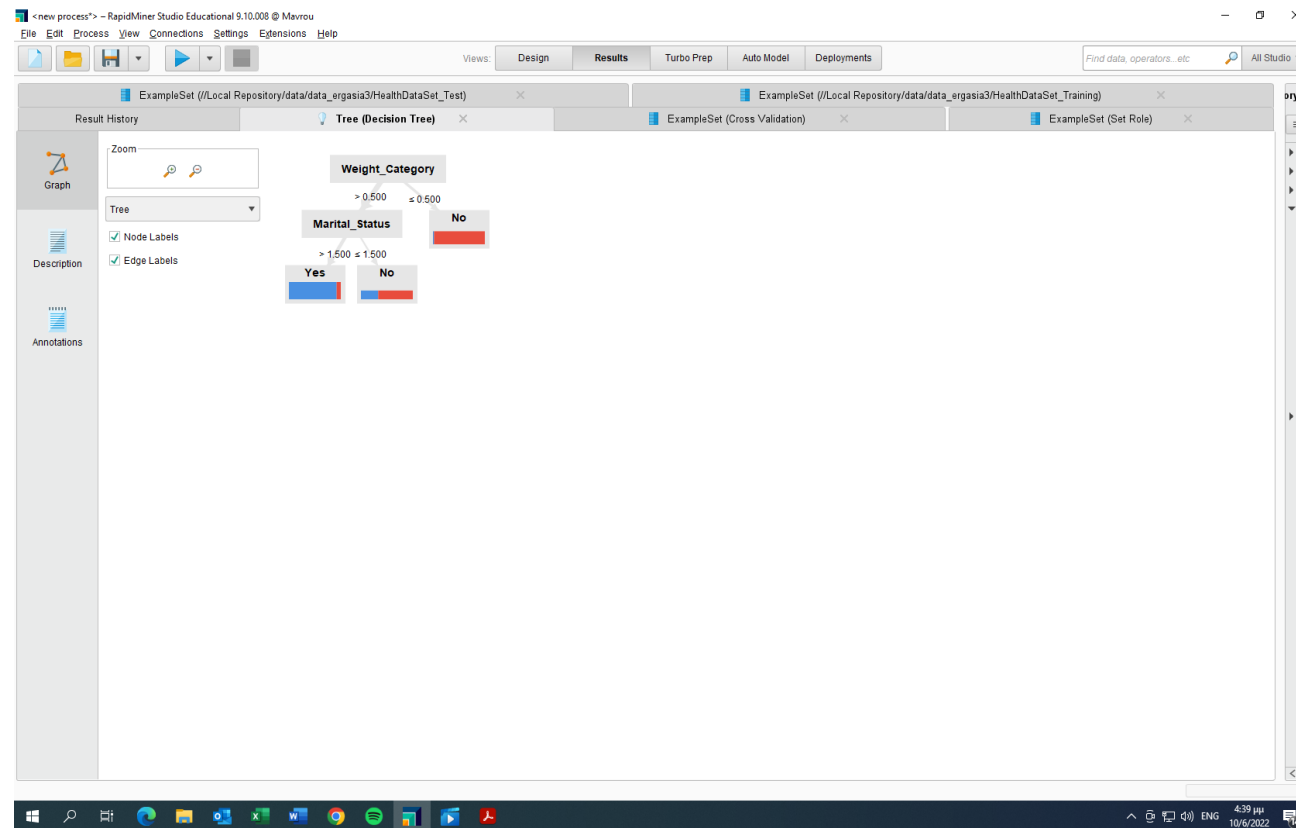 <new process*> – RapidMiner Studio Educational 9.10.008 @ Mavrou
File Edit Process View Connections Settings Extensions Help
Views: Design Results Turbo Prep Auto Model Deployments Find data, operators...etc All Studio
ExampleSet (//Local Repository/data/data_ergasia3/HealthDataSet_Test) ExampleSet (//Local Repository/data/data_ergasia3/HealthDataSet_Training)
Result History Tree (Decision Tree) ExampleSet (Cross Validation) ExampleSet (Set Role)
Graph
Description
Annotations
Zoom
Tree
Node Labels
Edge Labels
Weight_Category
> 0.500 ≤ 0.500
Marital_Status No
> 1.500 ≤ 1.500
Yes No
ENG
4:39 μμ
10/6/2022